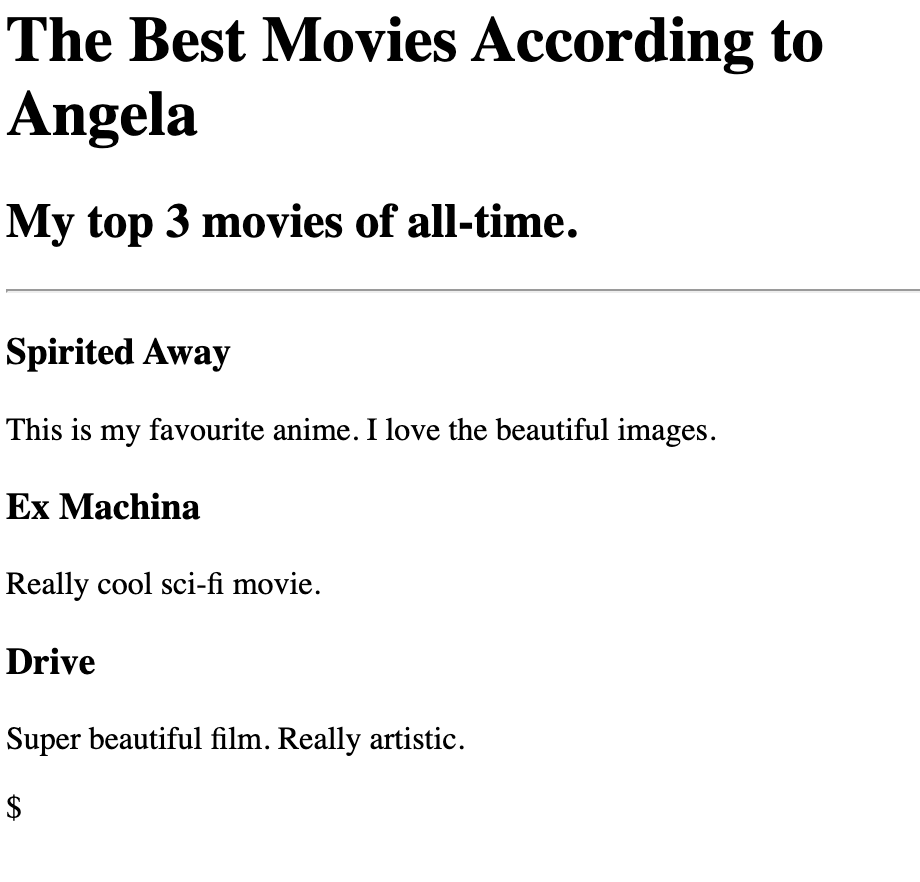 The Best Movies According to
Angela
My top 3 movies of all-time.
Spirited Away
This is my favourite anime. I love the beautiful images.
Ex Machina
Really cool sci-fi movie.
Drive
Super beautiful film. Really artistic.
$